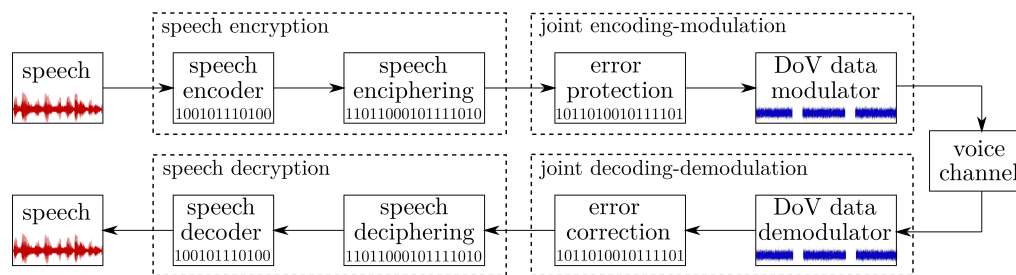 speech encryption
joint encoding-modulation
speech
speech
encoder
100101110100
speech
enciphering
11011000101111010
error
protection
1011010010111101
DoV data
modulator
voice
channel
speech decryption
joint decoding-demodulation
speech
speech
decoder
100101110100
speech
deciphering
11011000101111010
error
correction
1011010010111101
DoV data
demodulator